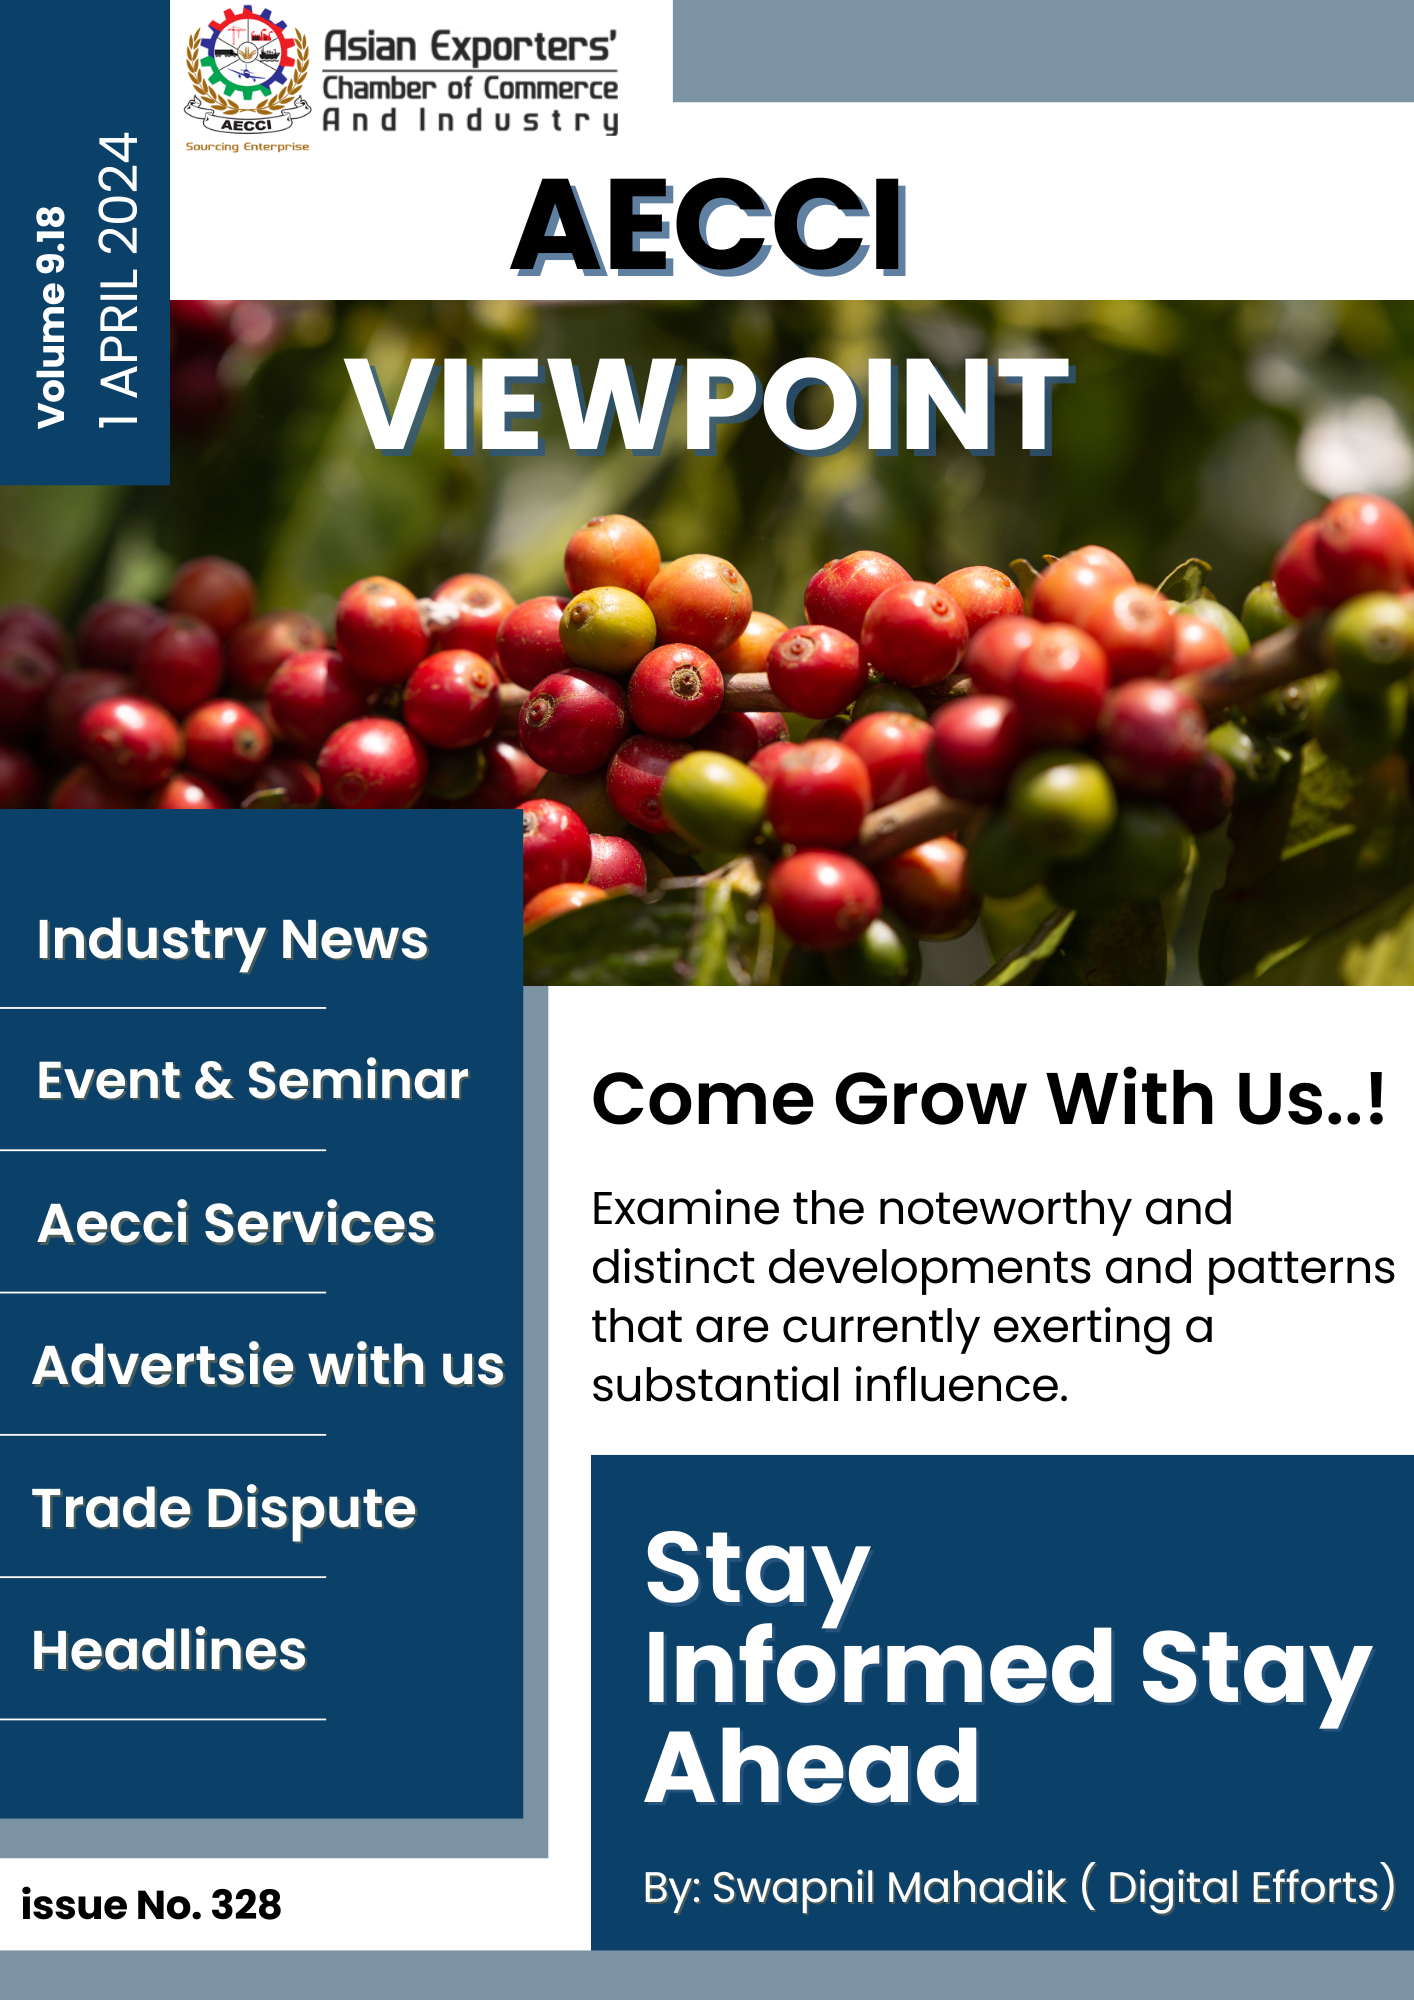 Asian Exporters'
Chamber of Commerce
And Industry
AECCI
Sourcing Enterprise
Volume 9.18
1 APRIL 2024
AECCI
VIEWPOINT
Industry News
Event & Seminar
Aecci Services
Advertsie with us
Trade Dispute
Headlines
issue No. 328
Come Grow With Us..!
Examine the noteworthy and
distinct developments and patterns
that are currently exerting a
substantial influence.
Stay
Informed Stay
Ahead
By: Swapnil Mahadik ( Digital Efforts)